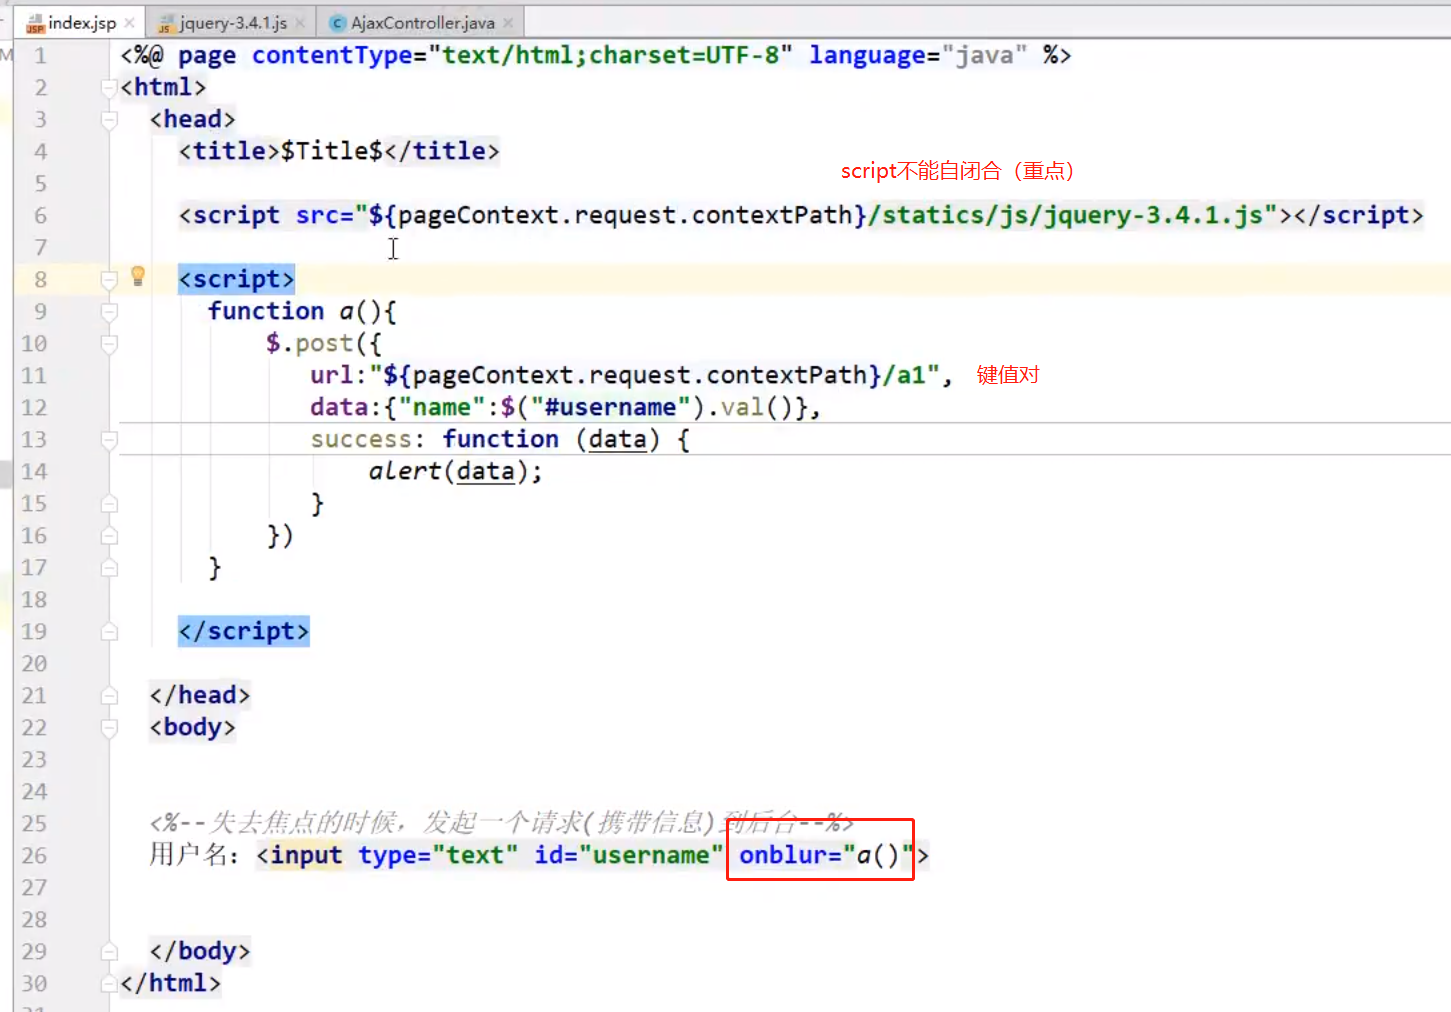 index.jsp jquery-3.4.1.js AjaxController.java
1 <%@ page contentType="text/html;charset=UTF-8" language="java" %>
2 <html>
3 <head>
4 <title>$Title$</title>
5 script不能自闭合（重点）
6 <script src="${pageContext.request.contextPath}/statics/js/jquery-3.4.1.js"></script>
7
8 <script>
9 function a(){
10 $.post({
11 url:"${pageContext.request.contextPath}/a1", 键值对
12 data:{"name":$("#username").val()},
13 success: function (data) {
14 alert(data);
15 }
16 })
17 }
18
19 </script>
20
21 </head>
22 <body>
23
24
25 <%--失去焦点的时候，发起一个请求(携带信息)到后台--%>
26 用户名：<input type="text" id="username" onblur="a()">
27
28
29 </body>
30 </html>